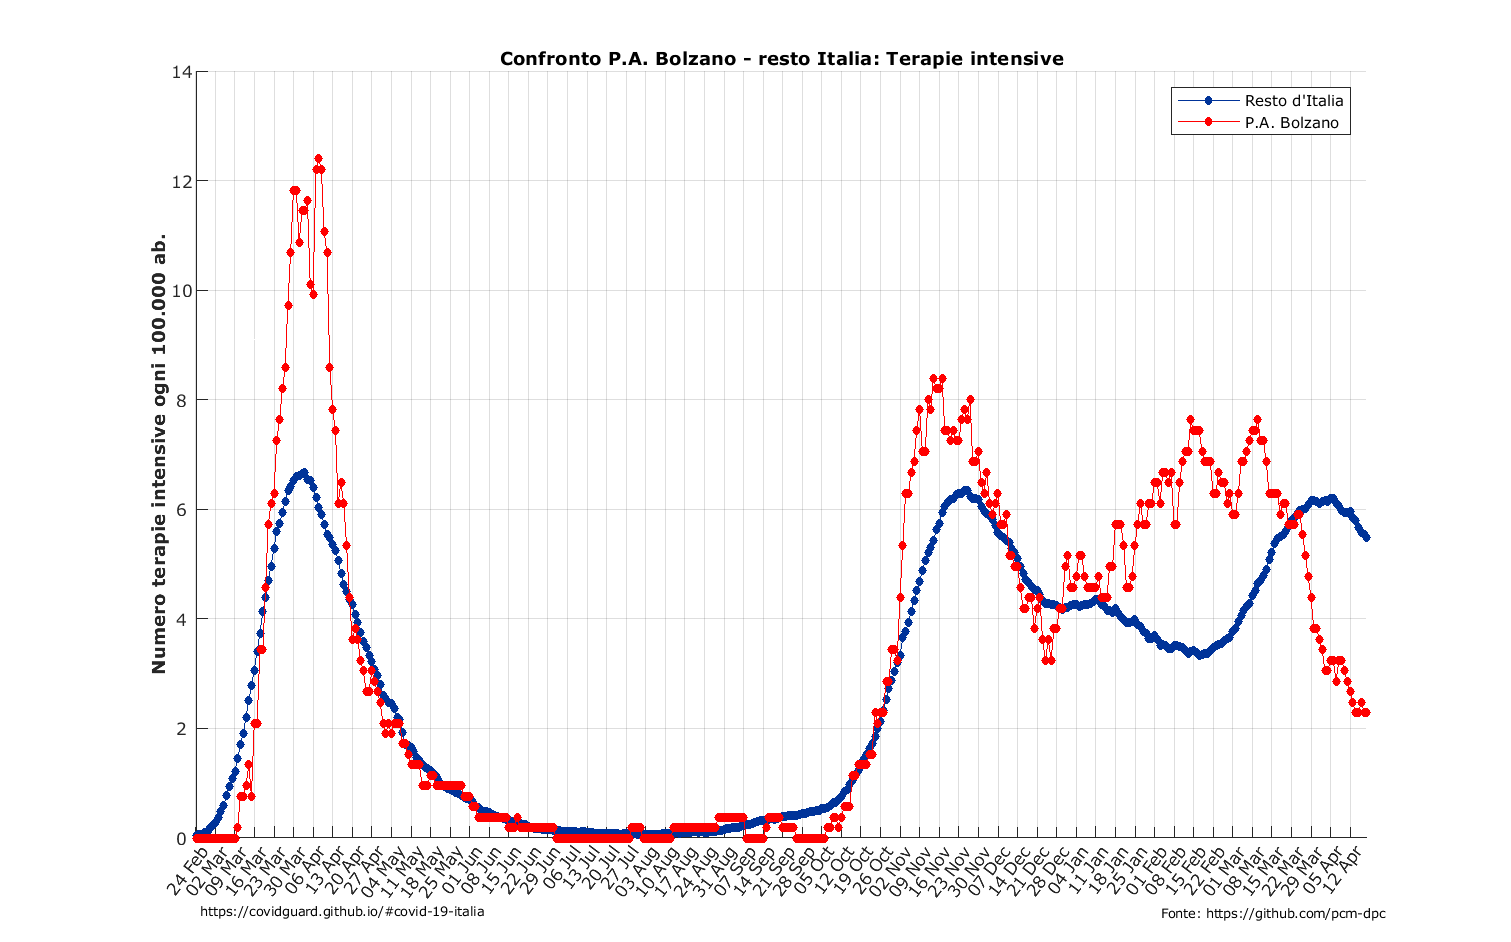 Confronto P.A. Bolzano - resto Italia: Terapie intensive
Resto d'Italia
P.A. Bolzano
Numero terapie intensive ogni 100.000 ab.
14
12
10
8
6
4
2
0
24 Feb
02 Mar
09 Mar
16 Mar
23 Mar
30 Mar
06 Apr
13 Apr
20 Apr
27 Apr
04 May
11 May
18 May
25 May
01 Jun
08 Jun
15 Jun
22 Jun
29 Jun
06 Jul
13 Jul
20 Jul
27 Jul
03 Aug
10 Aug
17 Aug
24 Aug
31 Aug
07 Sep
14 Sep
21 Sep
28 Sep
05 Oct
12 Oct
19 Oct
26 Oct
02 Nov
09 Nov
16 Nov
23 Nov
30 Nov
07 Dec
14 Dec
21 Dec
28 Dec
04 Jan
11 Jan
18 Jan
25 Jan
01 Feb
08 Feb
15 Feb
22 Feb
01 Mar
08 Mar
15 Mar
22 Mar
29 Mar
05 Apr
12 Apr
https://covidguard.github.io/#covid-19-italia
Fonte: https://github.com/pcm-dpc